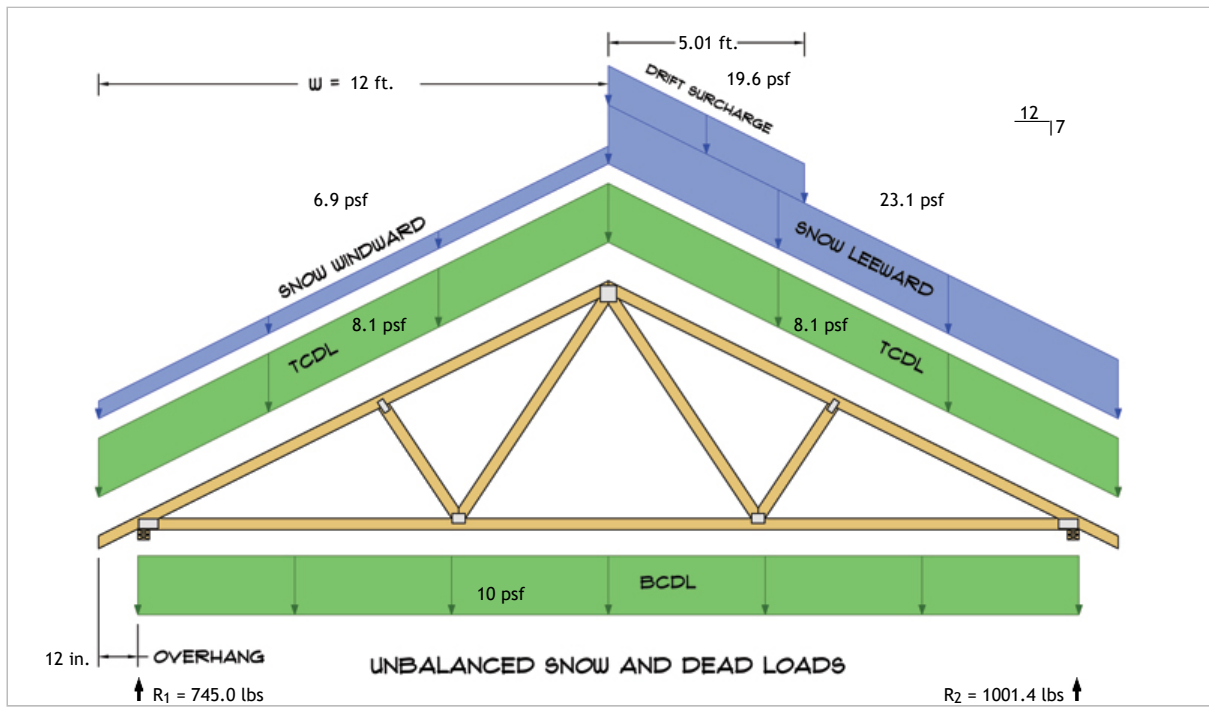 5.01 ft.
W = 12 ft.
DRIFT SURCHARGE
19.6 psf
12
7
6.9 psf
23.1 psf
SNOW WINDWARD
SNOW LEEWARD
8.1 psf
8.1 psf
TCDL
TCDL
10 psf
BCDL
12 in.
OVERHANG
UNBALANCED SNOW AND DEAD LOADS
R1 = 745.0 lbs
R2 = 1001.4 lbs